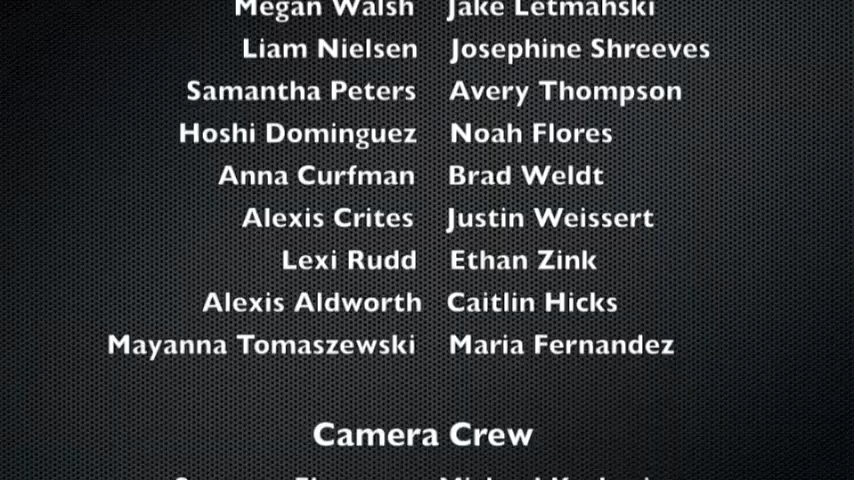 Megan Walsh Jake Letmanski
Liam Nielsen Josephine Shreeves
Samantha Peters Avery Thompson
Hoshi Dominguez Noah Flores
Anna Curfman Brad Weldt
Alexis Crites Justin Weissert
Lexi Rudd Ethan Zink
Alexis Aldworth Caitlin Hicks
Mayanna Tomaszewski Maria Fernandez
Camera Crew